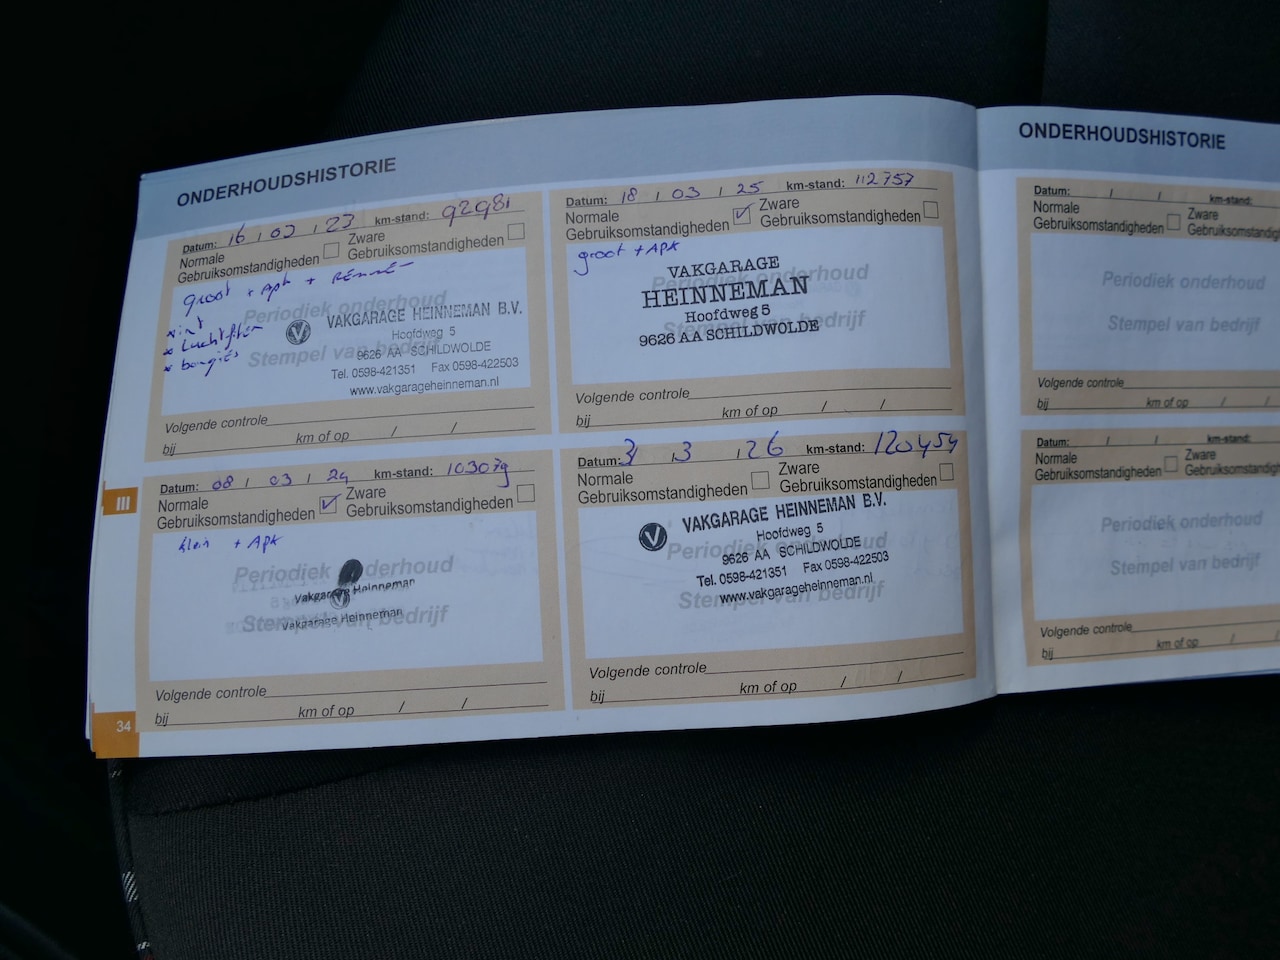 ONDERHOUDSHISTORIE
Datum: 16 / 03 / 23 km-stand: 92981
Normale Gebruiksomstandigheden
Zware Gebruiksomstandigheden
groot + Apk +
Periodiek onderhoud
* luchtfilter
* bougies
Stempel van bedrijf
VAKGARAGE HEINNEMAN B.V.
Hoofdweg 5
9626 AA SCHILDWOLDE
Tel. 0598-421351 Fax 0598-422503
www.vakgarageheinneman.nl
Volgende controle
bij km of op / /
Datum: 18 / 03 / 25 km-stand: 112757
Normale Gebruiksomstandigheden
Zware Gebruiksomstandigheden
groot + APK
Periodiek onderhoud
Stempel van bedrijf
VAKGARAGE
HEINNEMAN
Hoofdweg 5
9626 AA SCHILDWOLDE
Volgende controle
bij km of op / /
III
Datum: 08 / 03 / 24 km-stand: 103079
Normale Gebruiksomstandigheden
Zware Gebruiksomstandigheden
klein + APK
Periodiek onderhoud
Vakgarage Heinneman
Stempel van bedrijf
Vakgarage Heinneman
Volgende controle
bij km of op / /
34
Datum: 3 / 3 / 26 km-stand: 120454
Normale Gebruiksomstandigheden
Zware Gebruiksomstandigheden
Periodiek onderhoud
Stempel van bedrijf
VAKGARAGE HEINNEMAN B.V.
Hoofdweg 5
9626 AA SCHILDWOLDE
Tel. 0598-421351 Fax 0598-422503
www.vakgarageheinneman.nl
Volgende controle
bij km of op / /
ONDERHOUDSHISTORIE
Datum: / / km-stand:
Normale Gebruiksomstandigheden
Zware
Periodiek onderhoud
Stempel van bedrijf
Volgende controle
bij km of op / /
Datum: / / km-stand:
Normale Gebruiksomstandigheden
Zware
Periodiek onderhoud
Stempel van bedrijf
Volgende controle
bij km of op / /